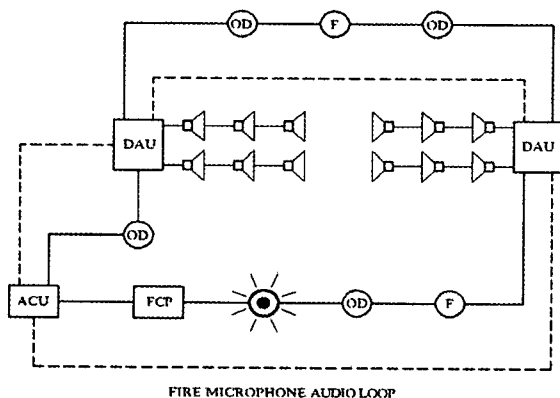 OD F OD
DAU DAU
OD
ACU FCP OD F
FIRE MICROPHONE AUDIO LOOP